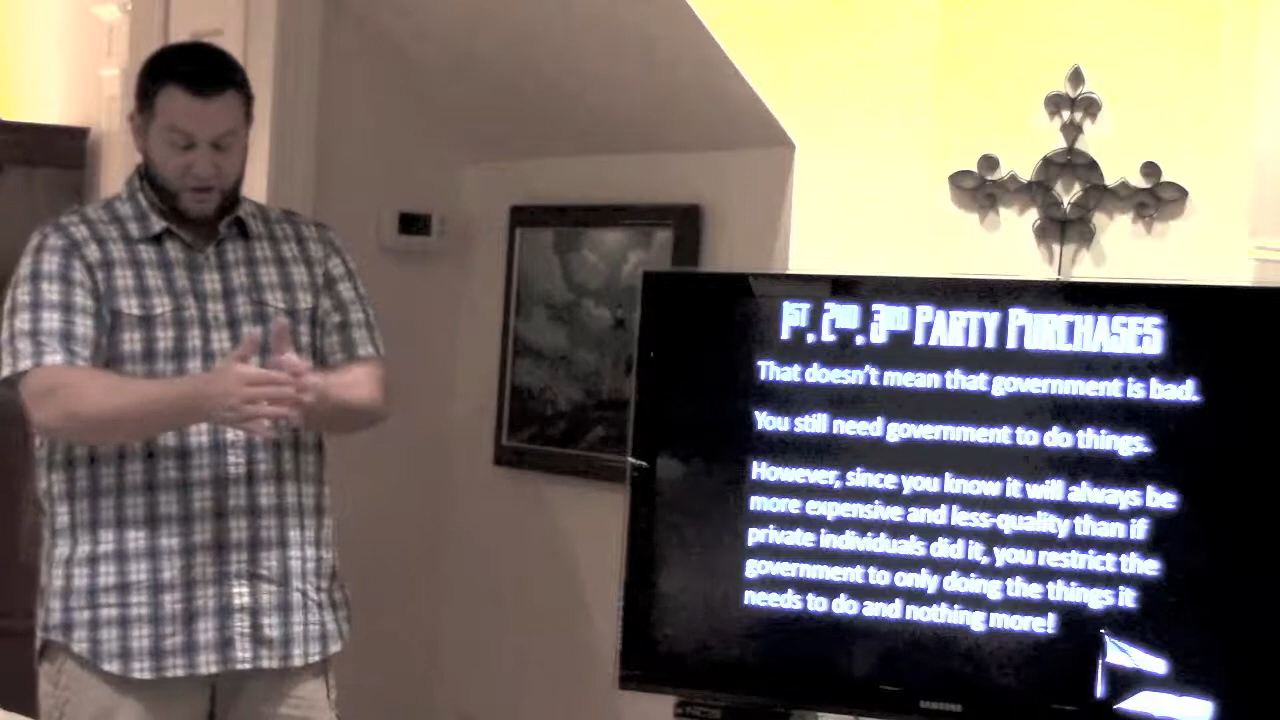 1ST, 2ND, 3RD PARTY PURCHASES
That doesn't mean that government is bad.
You still need government to do things.
However, since you know it will always be
more expensive and less-quality than if
private individuals did it, you restrict the
government to only doing the things it
needs to do and nothing more!
SAMSUNG